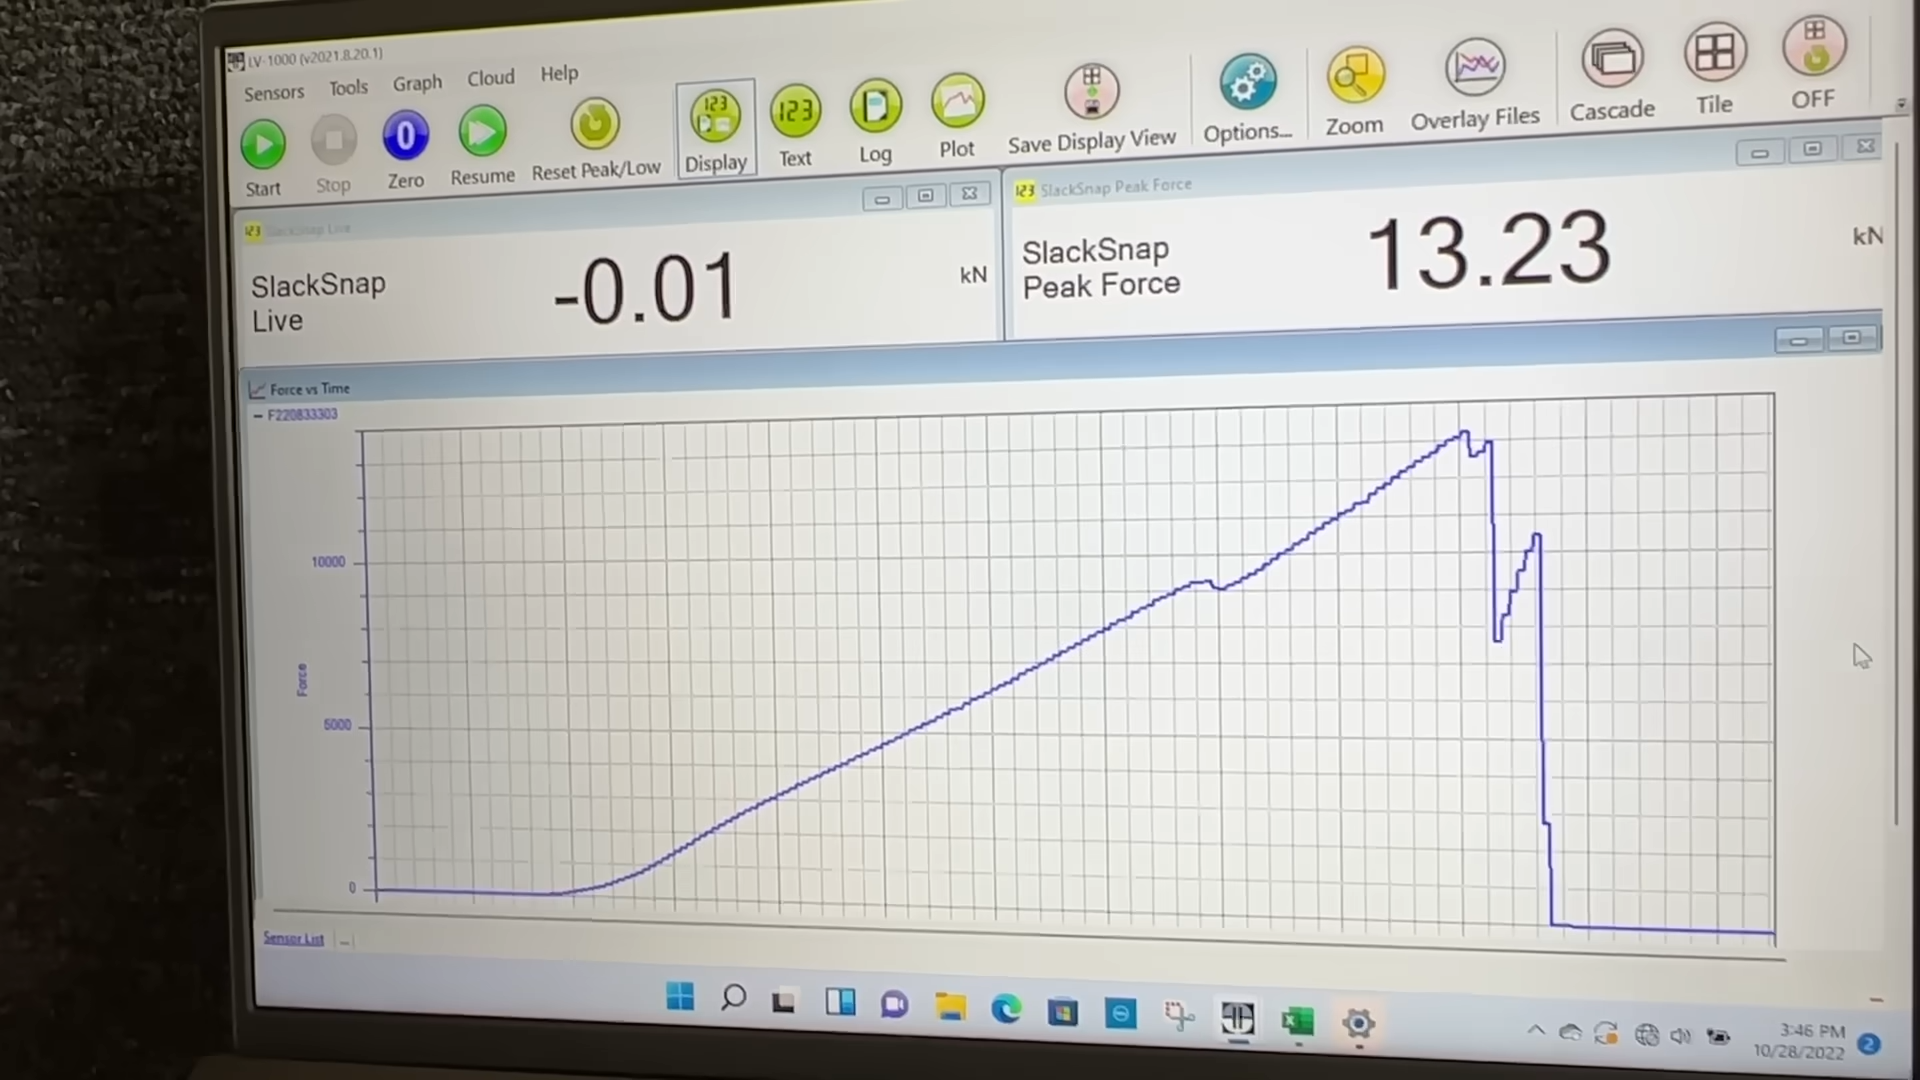 LV-1000 (v2021.8.20.1)
Sensors Tools Graph Cloud Help
Start Stop Zero Resume Reset Peak/Low Display Text Log Plot Save Display View Options... Zoom Overlay Files Cascade Tile OFF
SlackSnap Live
SlackSnap
Live
-0.01
kN
SlackSnap Peak Force
SlackSnap
Peak Force
13.23
kN
Force vs Time
F220833303
10000
Force
5000
0
Sensor List
3:46 PM
10/28/2022
2